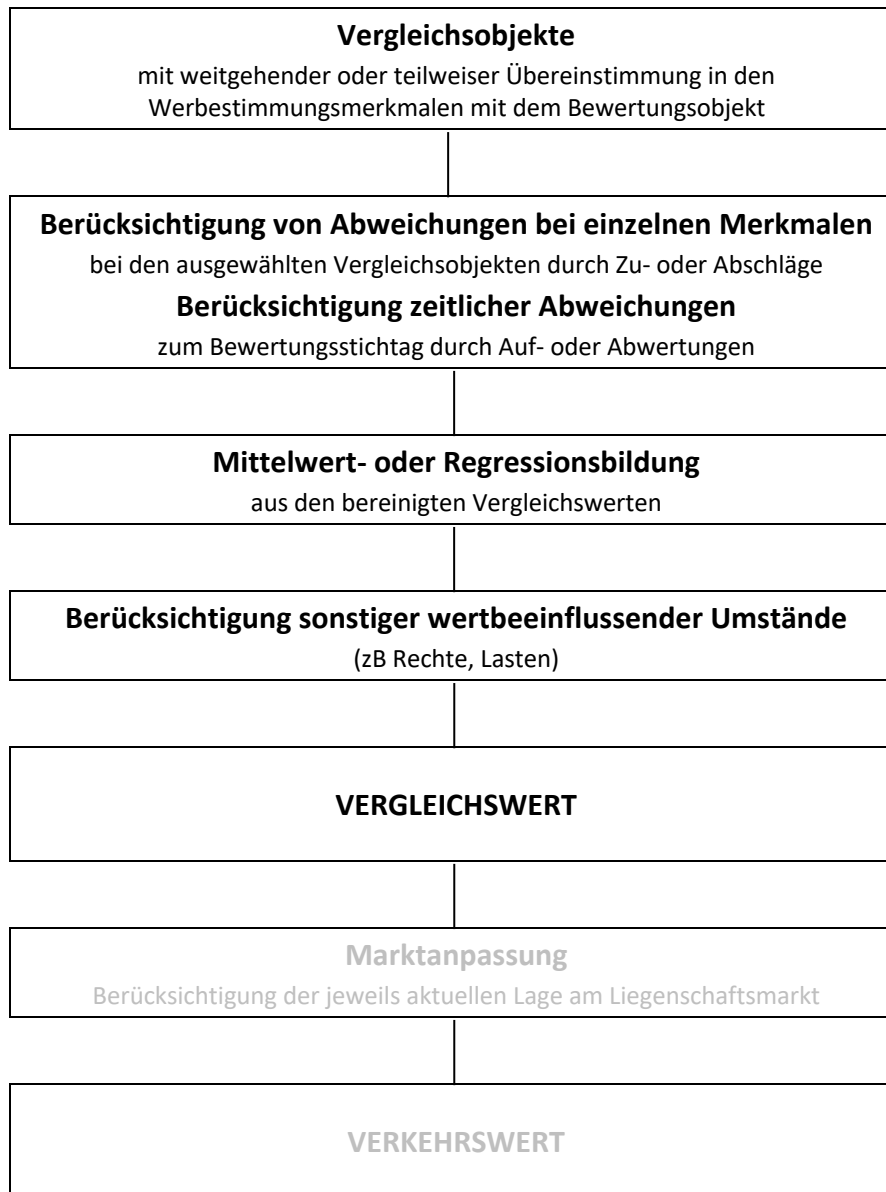 Vergleichsobjekte
mit weitgehender oder teilweiser Übereinstimmung in den
Werbestimmungsmerkmalen mit dem Bewertungsobjekt
Berücksichtigung von Abweichungen bei einzelnen Merkmalen
bei den ausgewählten Vergleichsobjekten durch Zu- oder Abschläge
Berücksichtigung zeitlicher Abweichungen
zum Bewertungsstichtag durch Auf- oder Abwertungen
Mittelwert- oder Regressionsbildung
aus den bereinigten Vergleichswerten
Berücksichtigung sonstiger wertbeeinflussender Umstände
(zB Rechte, Lasten)
VERGLEICHSWERT
Marktanpassung
Berücksichtigung der jeweils aktuellen Lage am Liegenschaftsmarkt
VERKEHRSWERT